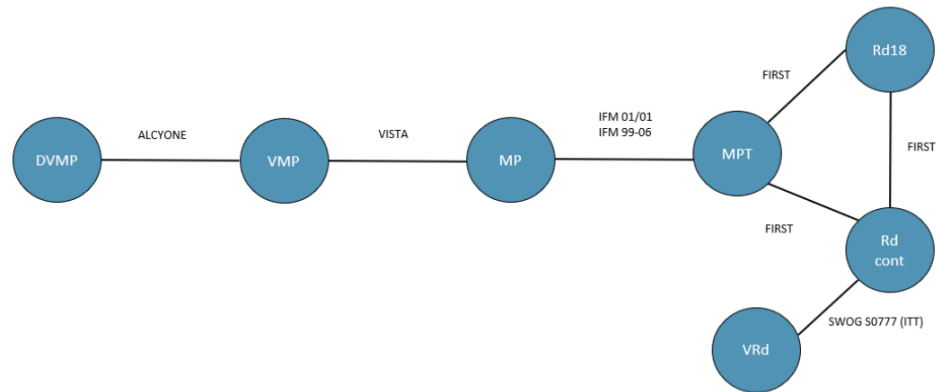 Rd18
FIRST
IFM 01/01
IFM 99-06
ALCYONE
VISTA
FIRST
DVMP
VMP
MP
MPT
FIRST
Rd
cont
SWOG S0777 (ITT)
VRd